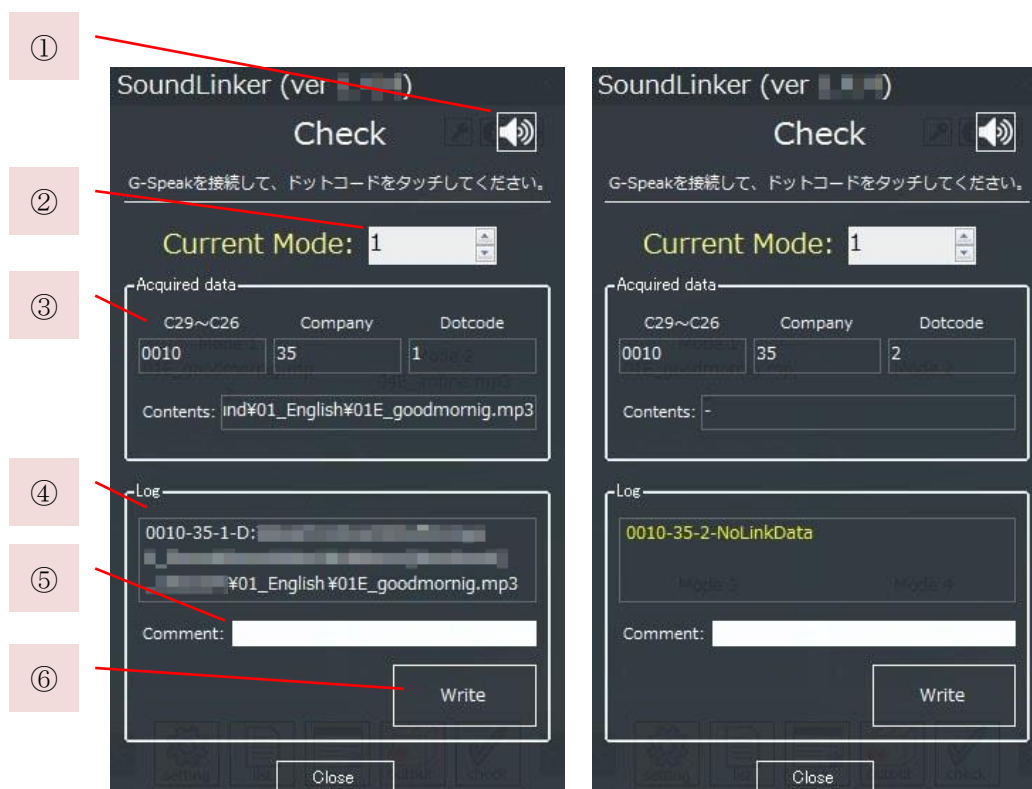 ①
②
③
④
⑤
⑥
SoundLinker (ver )
Check
G-Speakを接続して、ドットコードをタッチしてください。
Current Mode: 1
Acquired data
C29～C26 Company Dotcode
0010 35 1
Contents: ind¥01_English¥01E_goodmornig.mp3
Log
0010-35-1-D:
¥01_English¥01E_goodmornig.mp3
Comment:
Write
Close
SoundLinker (ver )
Check
G-Speakを接続して、ドットコードをタッチしてください。
Current Mode: 1
Acquired data
C29～C26 Company Dotcode
0010 35 2
Contents: -
Log
0010-35-2-NoLinkData
Mode 3 Mode 4
Comment:
Write
Close